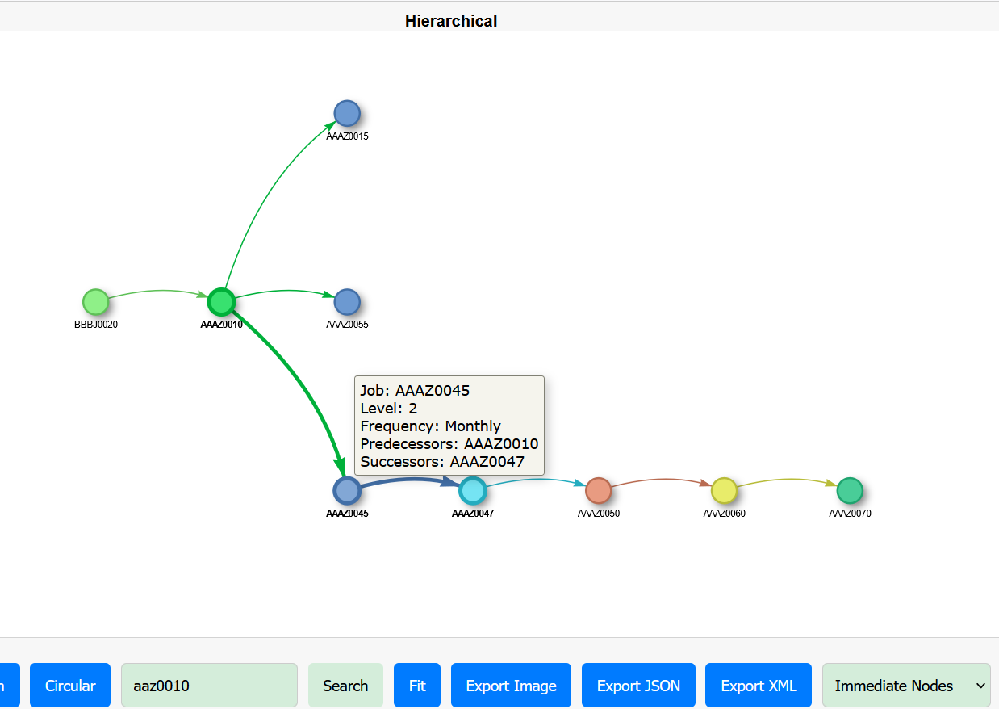 Hierarchical
AAAZ0015
BBBJ0020
AAAZ0010
AAAZ0055
Job: AAAZ0045
Level: 2
Frequency: Monthly
Predecessors: AAAZ0010
Successors: AAAZ0047
AAAZ0045
AAAZ0047
AAAZ0050
AAAZ0060
AAAZ0070
Circular
aaz0010
Search
Fit
Export Image
Export JSON
Export XML
Immediate Nodes